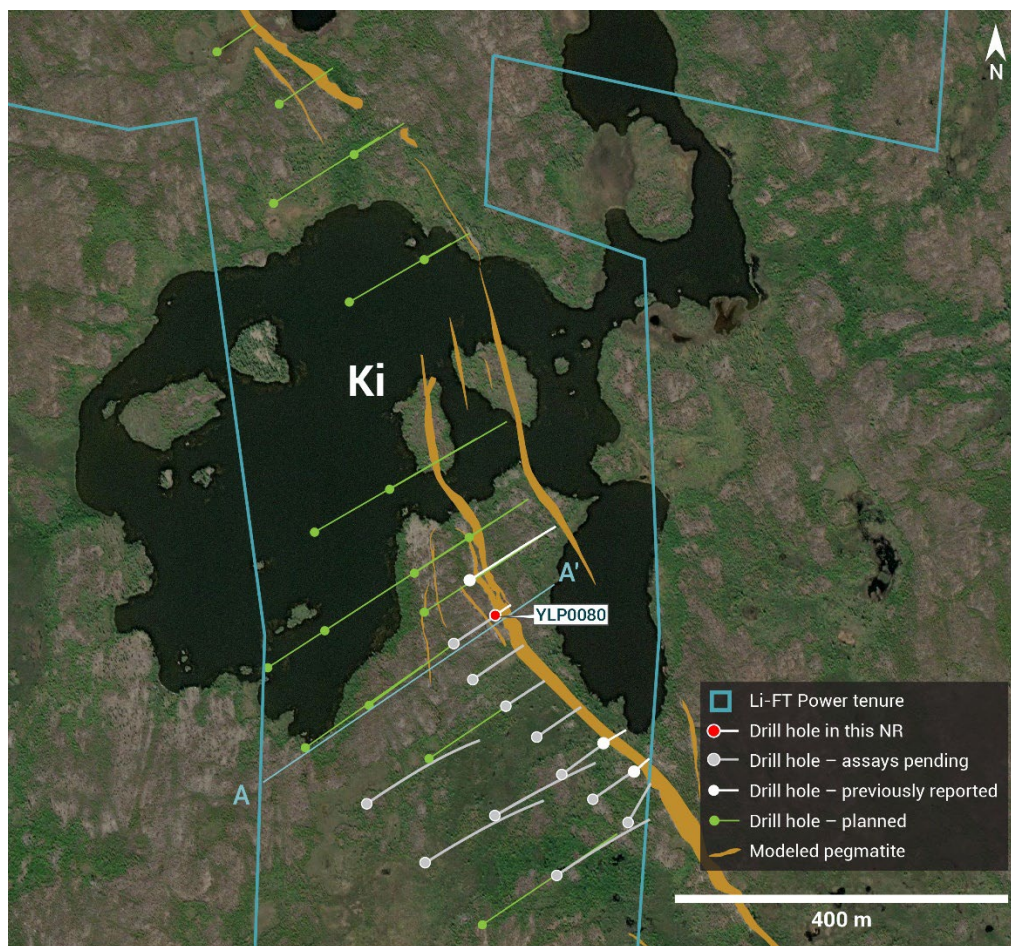 N
Ki
A'
YLP0080
A
Li-FT Power tenure
Drill hole in this NR
Drill hole – assays pending
Drill hole – previously reported
Drill hole – planned
Modeled pegmatite
400 m